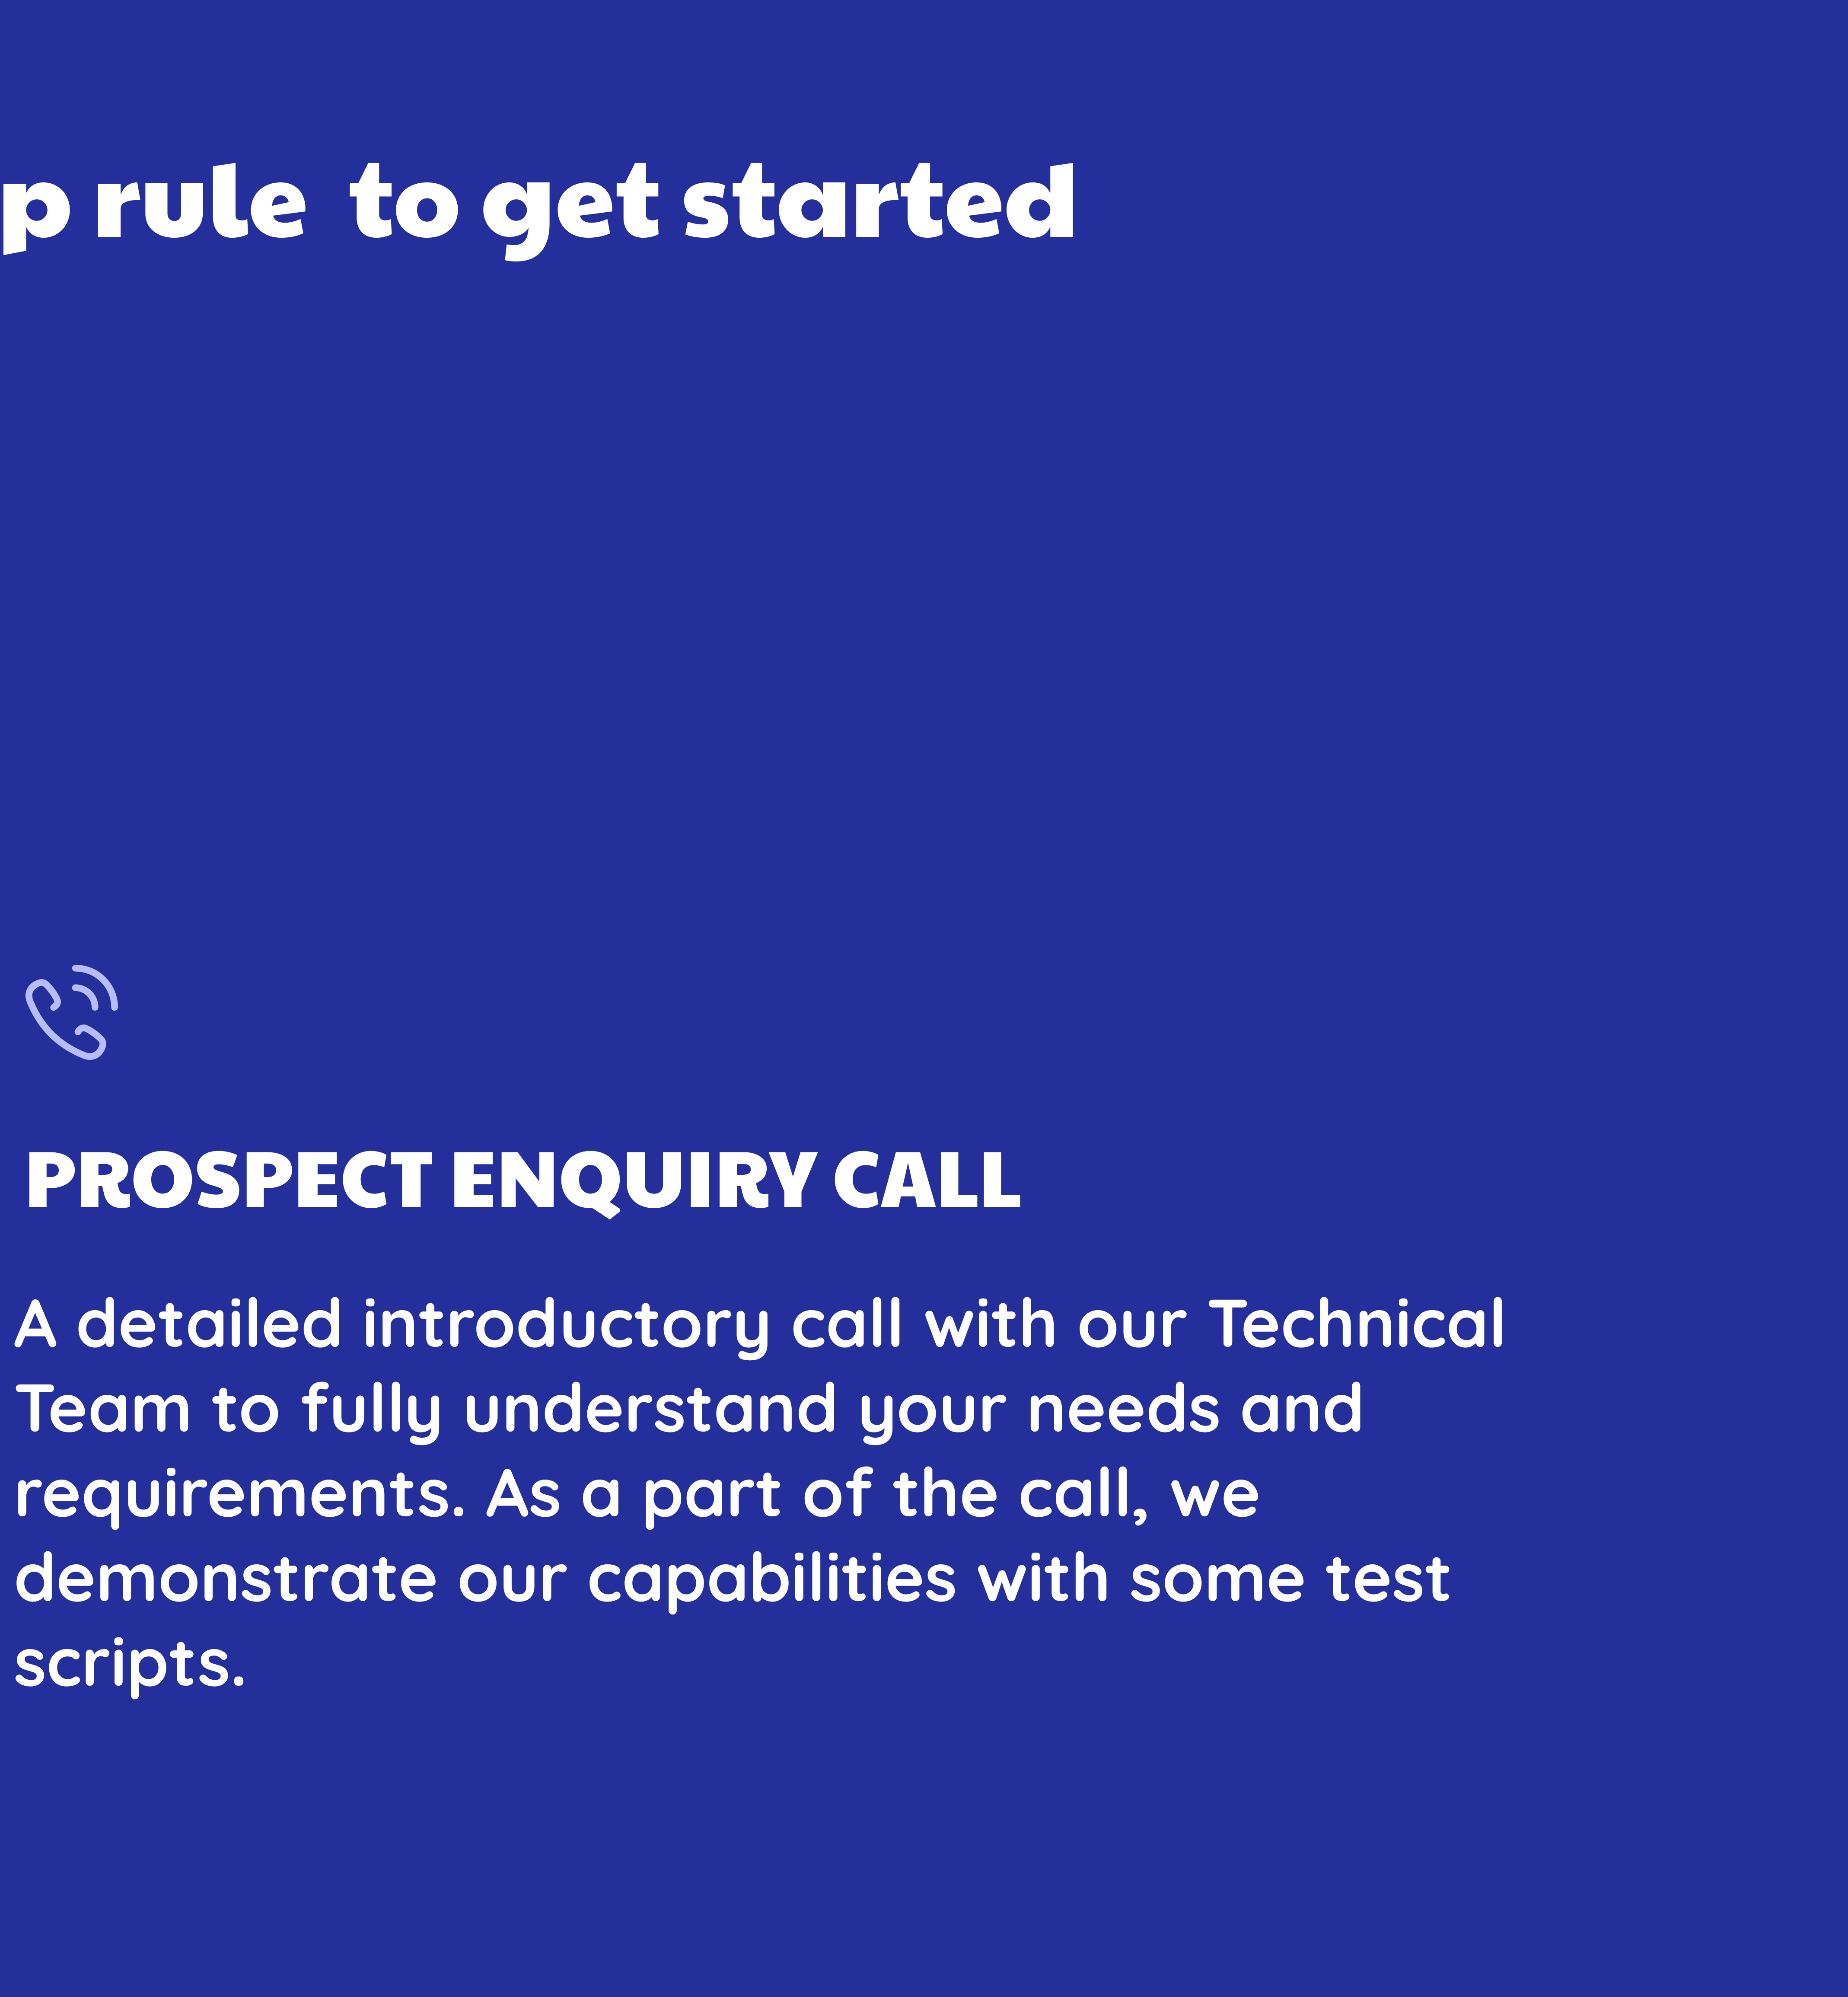 p rule to get started
PROSPECT ENQUIRY CALL
A detailed introductory call with our Technical
Team to fully understand your needs and
requirements. As a part of the call, we
demonstrate our capabilities with some test
scripts.